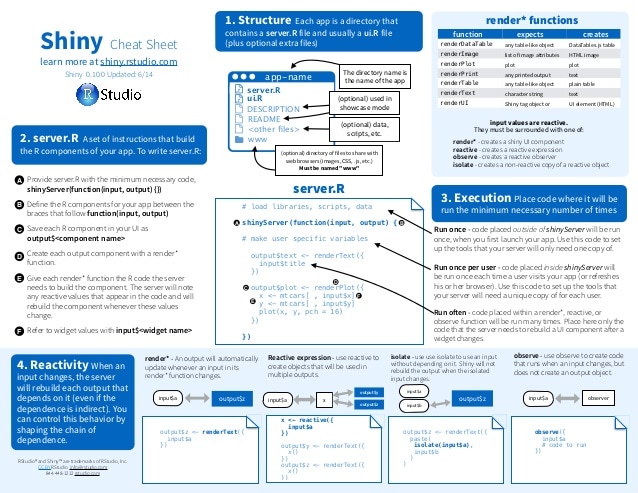 Shiny Cheat Sheet
learn more at shiny.rstudio.com
Shiny 0.10.0 Updated: 6/14
R Studio
1. Structure Each app is a directory that
contains a server.R file and usually a ui.R file
(plus optional extra files)
app-name
server.R
ui.R
DESCRIPTION
README
<other files>
www
The directory name is
the name of the app
(optional) used in
showcase mode
(optional) data,
scripts, etc.
(optional) directory of files to share with
web browsers (images, CSS, .js, etc.)
Must be named "www"
render* functions
function expects creates
renderDataTable any table-like object DataTables.js table
renderImage list of image attributes HTML image
renderPlot plot plot
renderPrint any printed output text
renderTable any table-like object plain table
renderText character string text
renderUI Shiny tag object or UI element (HTML)
input values are reactive.
They must be surrounded with one of:
render* - creates a shiny UI component
reactive - creates a reactive expression
observe - creates a reactive observer
isolate - creates a non-reactive copy of a reactive object
2. server.R A set of instructions that build
the R components of your app. To write server.R:
A Provide server.R with the minimum necessary code,
shinyServer(function(input, output) {})
B Define the R components for your app between the
braces that follow function(input, output)
C Save each R component in your UI as
output$<component name>
D Create each output component with a render*
function.
E Give each render* function the R code the server
needs to build the component. The server will note
any reactive values that appear in the code and will
rebuild the component whenever these values
change.
F Refer to widget values with input$<widget name>
server.R
# load libraries, scripts, data
A shinyServer(function(input, output) { B
# make user specific variables
output$text <- renderText({
input$title
})
D
C output$plot <- renderPlot({
E x <- mtcars[ , input$x] F
y <- mtcars[ , input$y]
plot(x, y, pch = 16)
})
})
3. Execution Place code where it will be
run the minimum necessary number of times
Run once - code placed outside of shinyServer will be run
once, when you first launch your app. Use this code to set
up the tools that your server will only need one copy of.
Run once per user - code placed inside shinyServer will
be run once each time a user visits your app (or refreshes
his or her browser). Use this code to set up the tools that
your server will need a unique copy of for each user.
Run often - code placed within a render*, reactive, or
observe function will be run many times. Place here only the
code that the server needs to rebuild a UI component after a
widget changes.
4. Reactivity When an
input changes, the server
will rebuild each output that
depends on it (even if the
dependence is indirect). You
can control this behavior by
shaping the chain of
dependence.
RStudio® and Shiny™ are trademarks of RStudio, Inc.
CC BY RStudio info@rstudio.com
844-448-1212 rstudio.com
render* - An output will automatically
update whenever an input in its
render* function changes.
input$a output$z
output$z <- renderText({
input$a
})
Reactive expression - use reactive to
create objects that will be used in
multiple outputs.
input$a x output$y
output$z
x <- reactive({
input$a
})
output$y <- renderText({
x()
})
output$z <- renderText({
x()
})
isolate - use use isolate to use an input
without depending on it. Shiny will not
rebuild the output when the isolated
input changes.
input$a
input$b
output$z
output$z <- renderText({
paste(
isolate(input$a),
input$b
)
}
observe - use observe to create code
that runs when an input changes, but
does not create an output object.
input$a observer
observe({
input$a
# code to run
})